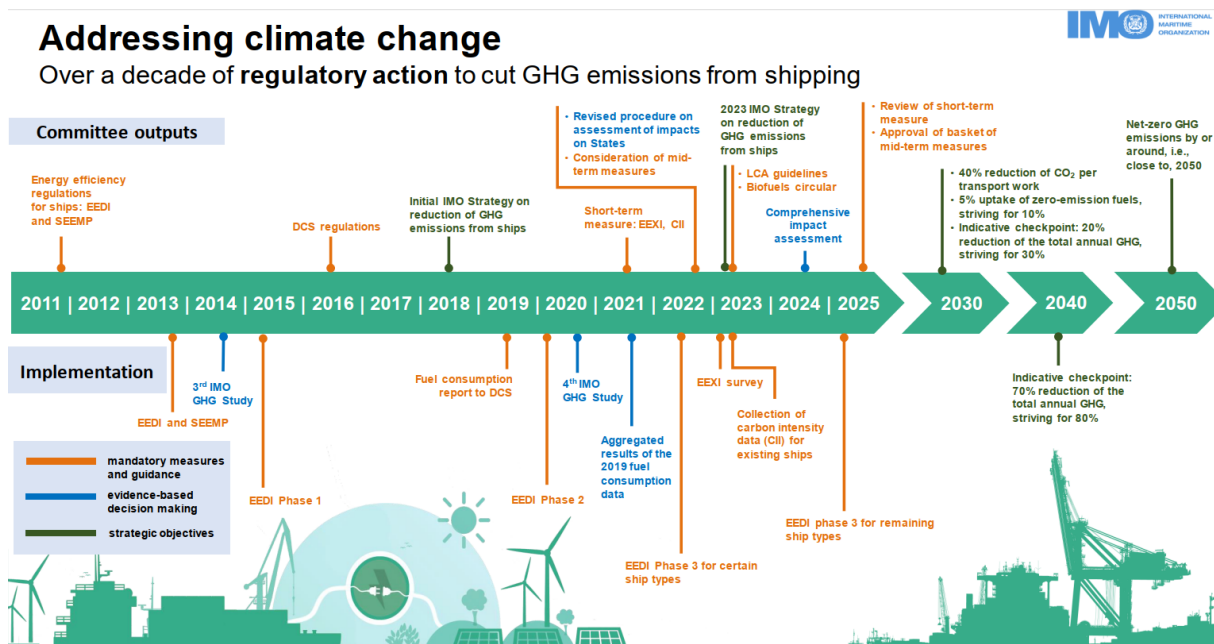 Addressing climate change
Over a decade of regulatory action to cut GHG emissions from shipping
IMO
INTERNATIONAL
MARITIME
ORGANIZATION
Committee outputs
Energy efficiency
regulations
for ships: EEDI
and SEEMP
DCS regulations
Initial IMO Strategy on
reduction of GHG
emissions from ships
• Revised procedure on
assessment of impacts
on States
• Consideration of mid-
term measures
Short-term
measure: EEXI, CII
2023 IMO Strategy
on reduction of
GHG emissions
from ships
• LCA guidelines
• Biofuels circular
Comprehensive
impact
assessment
• Review of short-term
measure
• Approval of basket of
mid-term measures
• 40% reduction of CO₂ per
transport work
• 5% uptake of zero-emission fuels,
striving for 10%
• Indicative checkpoint: 20%
reduction of the total annual GHG,
striving for 30%
Net-zero GHG
emissions by or
around, i.e.,
close to, 2050
2011 | 2012 | 2013 | 2014 | 2015 | 2016 | 2017 | 2018 | 2019 | 2020 | 2021 | 2022 | 2023 | 2024 | 2025
2030
2040
2050
Implementation
EEDI and SEEMP
3rd IMO
GHG Study
EEDI Phase 1
Fuel consumption
report to DCS
EEDI Phase 2
4th IMO
GHG Study
Aggregated
results of the
2019 fuel
consumption
data
EEDI Phase 3 for certain
ship types
EEXI survey
Collection of
carbon intensity
data (CII) for
existing ships
EEDI phase 3 for remaining
ship types
Indicative checkpoint:
70% reduction of the
total annual GHG,
striving for 80%
mandatory measures
and guidance
evidence-based
decision making
strategic objectives